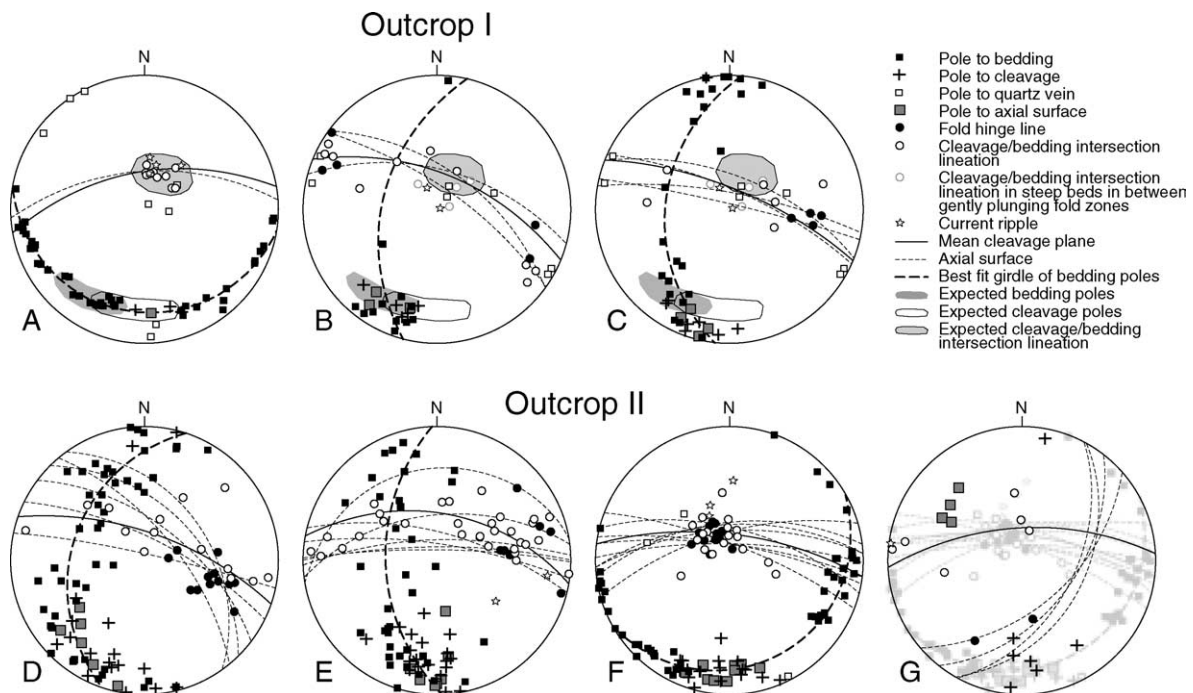 Outcrop I
N
N
N
A
B
C
Pole to bedding
Pole to cleavage
Pole to quartz vein
Pole to axial surface
Fold hinge line
Cleavage/bedding intersection
lineation
Cleavage/bedding intersection
lineation in steep beds in between
gently plunging fold zones
Current ripple
Mean cleavage plane
Axial surface
Best fit girdle of bedding poles
Expected bedding poles
Expected cleavage poles
Expected cleavage/bedding
intersection lineation
Outcrop II
N
N
N
N
D
E
F
G